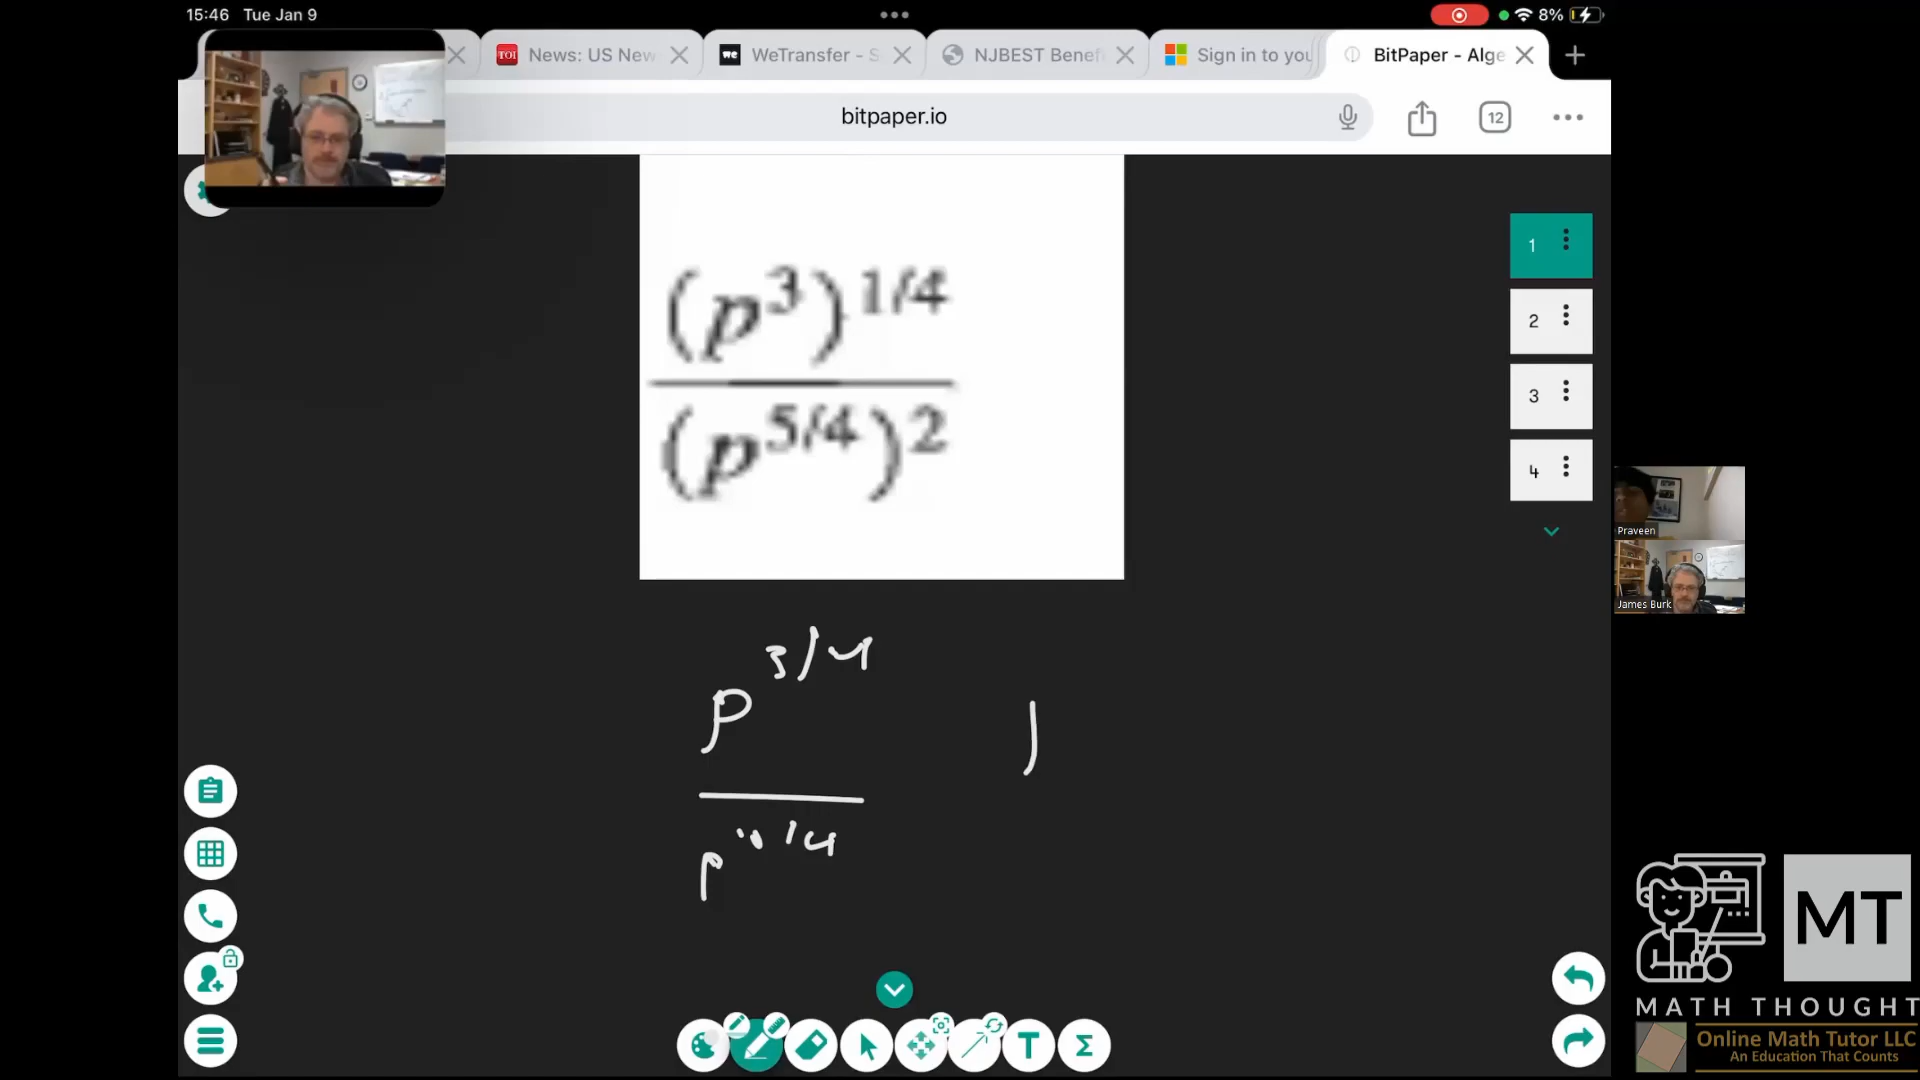 15:46 Tue Jan 9
8%
News: US New
WeTransfer - S
NJBEST Benef
Sign in to you
BitPaper - Alge
bitpaper.io
12
(p^3)^1/4
(p^5/4)^2
1
2
3
4
p^3/4
p^10/4
Praveen
James Burk
MT
MATH THOUGHT
Online Math Tutor LLC
An Education That Counts
T
Σ